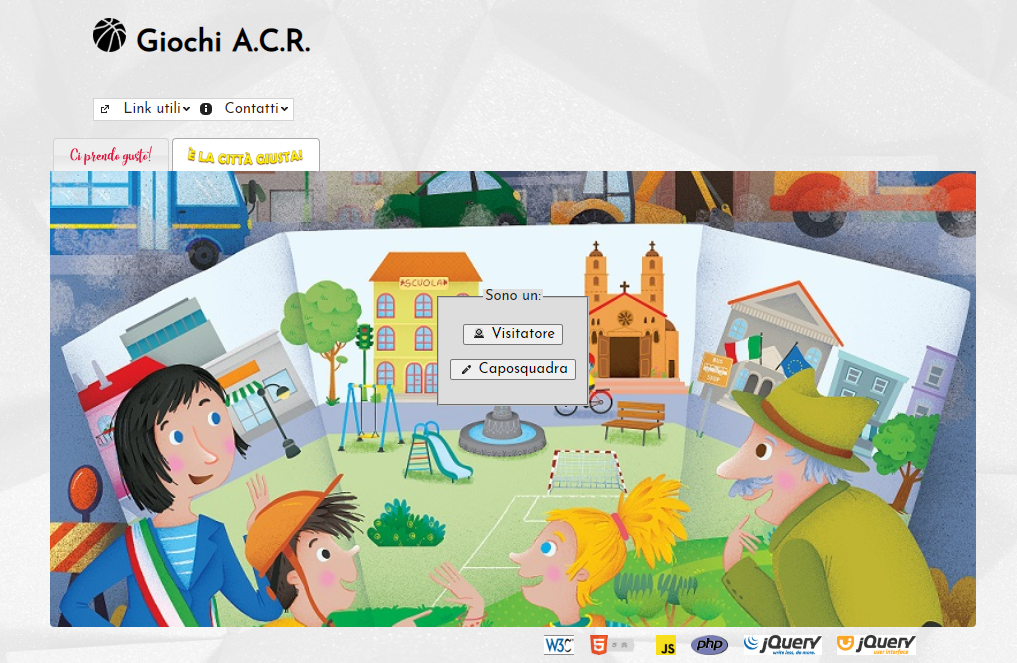 Giochi A.C.R.
Link utili Contatti
Ci prendo gusto!
È LA CITTÀ GIUSTA!
SCUOLA
Sono un:
Visitatore
Caposquadra
BUS
STOP
W3C
JS
php
jQuery
write less, do more.
jQuery
user interface